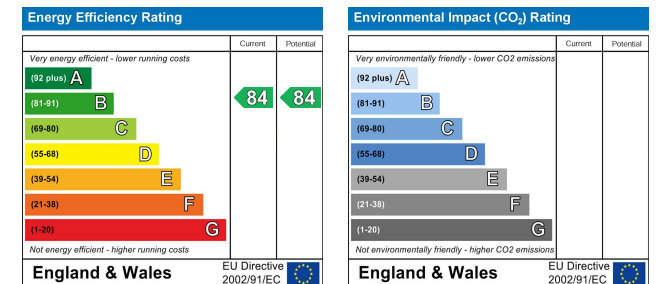 Energy Efficiency Rating
Current Potential
Very energy efficient - lower running costs
(92 plus) A
(81-91) B 84 84
(69-80) C
(55-68) D
(39-54) E
(21-38) F
(1-20) G
Not energy efficient - higher running costs
England & Wales
EU Directive
2002/91/EC
Environmental Impact (CO₂) Rating
Current Potential
Very environmentally friendly - lower CO2 emissions
(92 plus) A
(81-91) B
(69-80) C
(55-68) D
(39-54) E
(21-38) F
(1-20) G
Not environmentally friendly - higher CO2 emissions
England & Wales
EU Directive
2002/91/EC